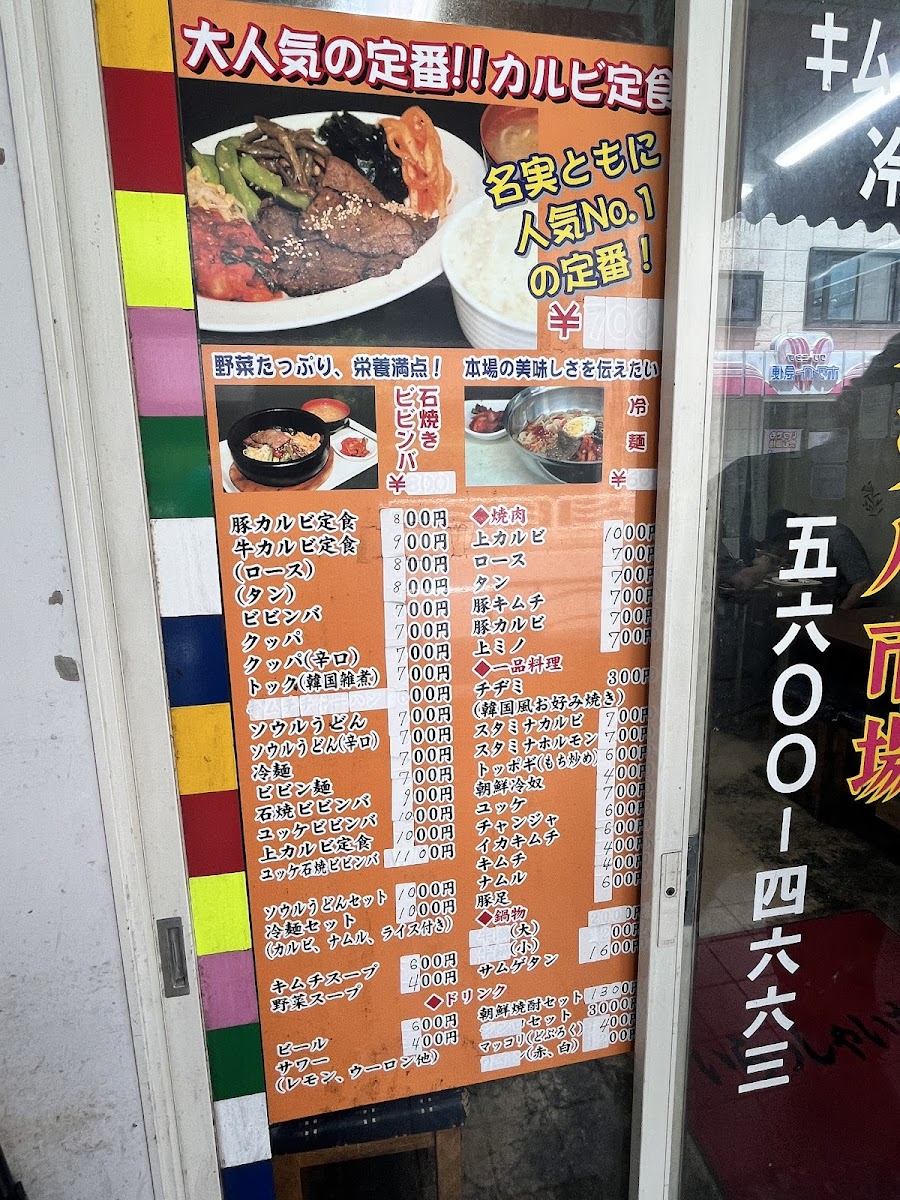 大人気の定番!!カルビ定食
名実ともに
人気No.1
の定番！
¥700
野菜たっぷり、栄養満点！
石焼き
ビビンバ
¥800
本場の美味しさを伝えたい
冷麺
豚カルビ定食 800円
牛カルビ定食 900円
(ロース) 800円
(タン) 800円
ビビンバ 700円
クッパ 700円
クッパ(辛口) 700円
トック(韓国雑煮) 700円
00円
ソウルうどん 700円
ソウルうどん(辛口) 700円
冷麺 700円
ビビン麺 700円
石焼ビビンバ 900円
ユッケビビンバ 1000円
上カルビ定食 1000円
ユッケ石焼ビビンバ 1100円
ソウルうどんセット 1000円
冷麺セット 1000円
(カルビ、ナムル、ライス付き)
キムチスープ 600円
野菜スープ 400円
◆焼肉
上カルビ 1000円
ロース 700円
タン 700円
豚キムチ 700円
豚カルビ 700円
上ミノ 700円
◆一品料理
チヂミ 300円
(韓国風お好み焼き)
スタミナカルビ 700円
スタミナホルモン 700円
トッポギ(もち炒め) 600円
朝鮮冷奴 400円
ユッケ 700円
チャンジャ 600円
イカキムチ 400円
キムチ 400円
ナムル 600円
豚足
◆鍋物
(大)
(小) 00円
サムゲタン 1600円
◆ドリンク
ビール 600円
サワー 400円
(レモン、ウーロン他)
朝鮮焼酎セット 1300円
セット 3000円
マッコリ(どぶろく) 400円
(赤、白) 00円
キム
冷
市場
五六〇〇ー四六六三